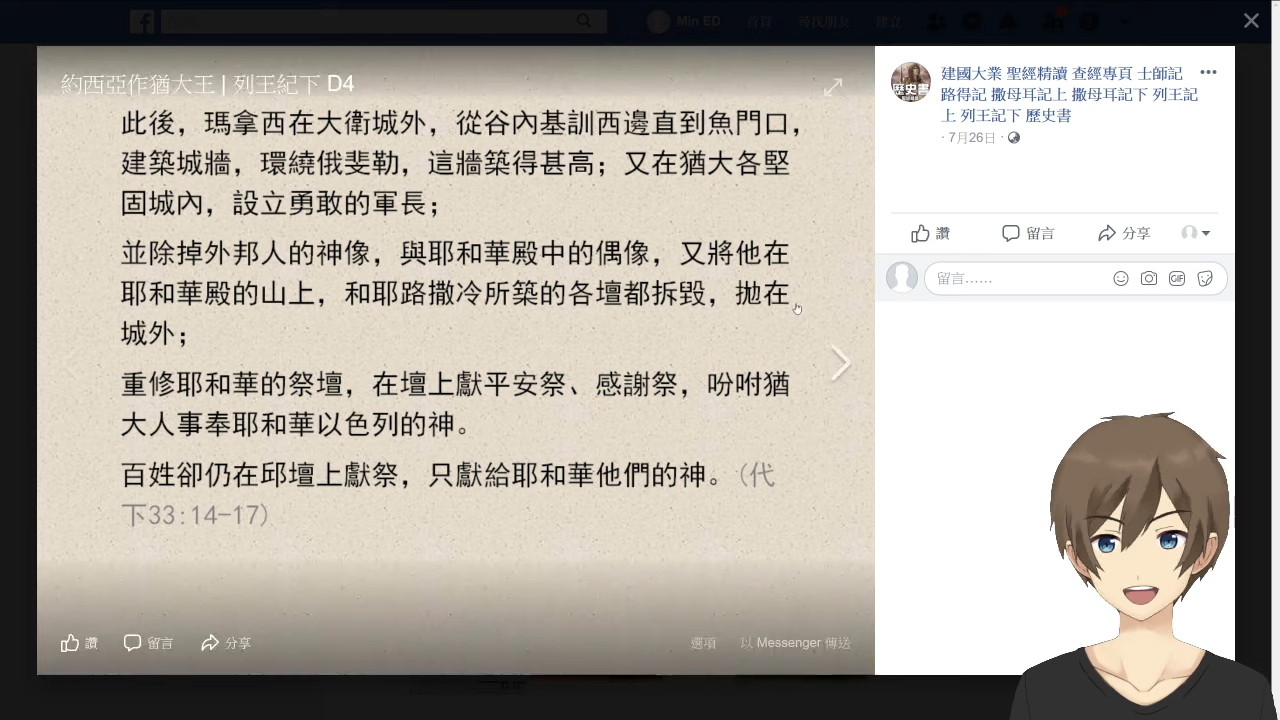 Min ED 首頁 尋找朋友 建立
約西亞作猶大王 | 列王紀下 D4
此後，瑪拿西在大衛城外，從谷內基訓西邊直到魚門口，
建築城牆，環繞俄斐勒，這牆築得甚高；又在猶大各堅
固城內，設立勇敢的軍長；
並除掉外邦人的神像，與耶和華殿中的偶像，又將他在
耶和華殿的山上，和耶路撒冷所築的各壇都拆毀，拋在
城外；
重修耶和華的祭壇，在壇上獻平安祭、感謝祭，吩咐猶
大人事奉耶和華以色列的神。
百姓卻仍在邱壇上獻祭，只獻給耶和華他們的神。（代
下33:14-17）
讚 留言 分享 選項 以 Messenger 傳送
建國大業 聖經精讀 查經專頁 士師記
路得記 撒母耳記上 撒母耳記下 列王記
上 列王記下 歷史書
· 7月26日 ·
讚 留言 分享
留言......
GIF
歷史書